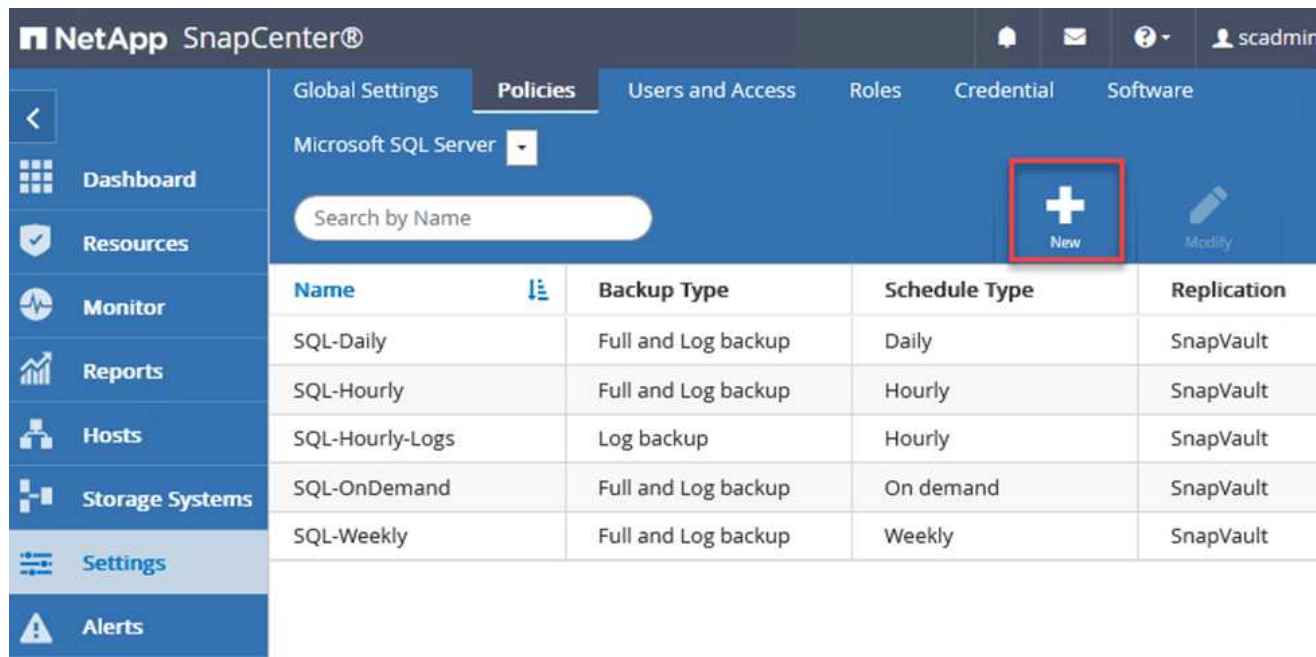 NetApp SnapCenter®
scadmin
Global Settings Policies Users and Access Roles Credential Software
Microsoft SQL Server
Search by Name
New
Modify
Dashboard
Resources
Monitor
Reports
Hosts
Storage Systems
Settings
Alerts
Name Backup Type Schedule Type Replication
SQL-Daily Full and Log backup Daily SnapVault
SQL-Hourly Full and Log backup Hourly SnapVault
SQL-Hourly-Logs Log backup Hourly SnapVault
SQL-OnDemand Full and Log backup On demand SnapVault
SQL-Weekly Full and Log backup Weekly SnapVault